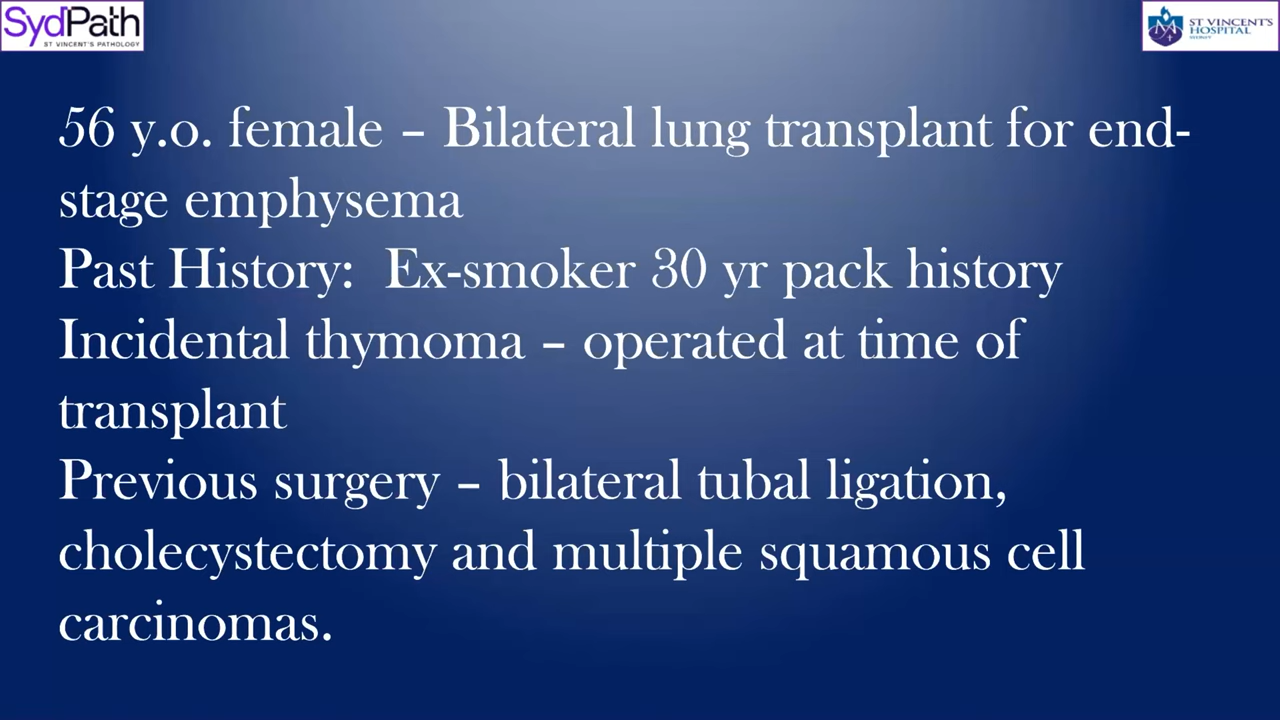 SydPath
ST VINCENT'S PATHOLOGY
ST VINCENT'S
HOSPITAL
SYDNEY
56 y.o. female – Bilateral lung transplant for end-
stage emphysema
Past History:  Ex-smoker 30 yr pack history
Incidental thymoma – operated at time of
transplant
Previous surgery – bilateral tubal ligation,
cholecystectomy and multiple squamous cell
carcinomas.